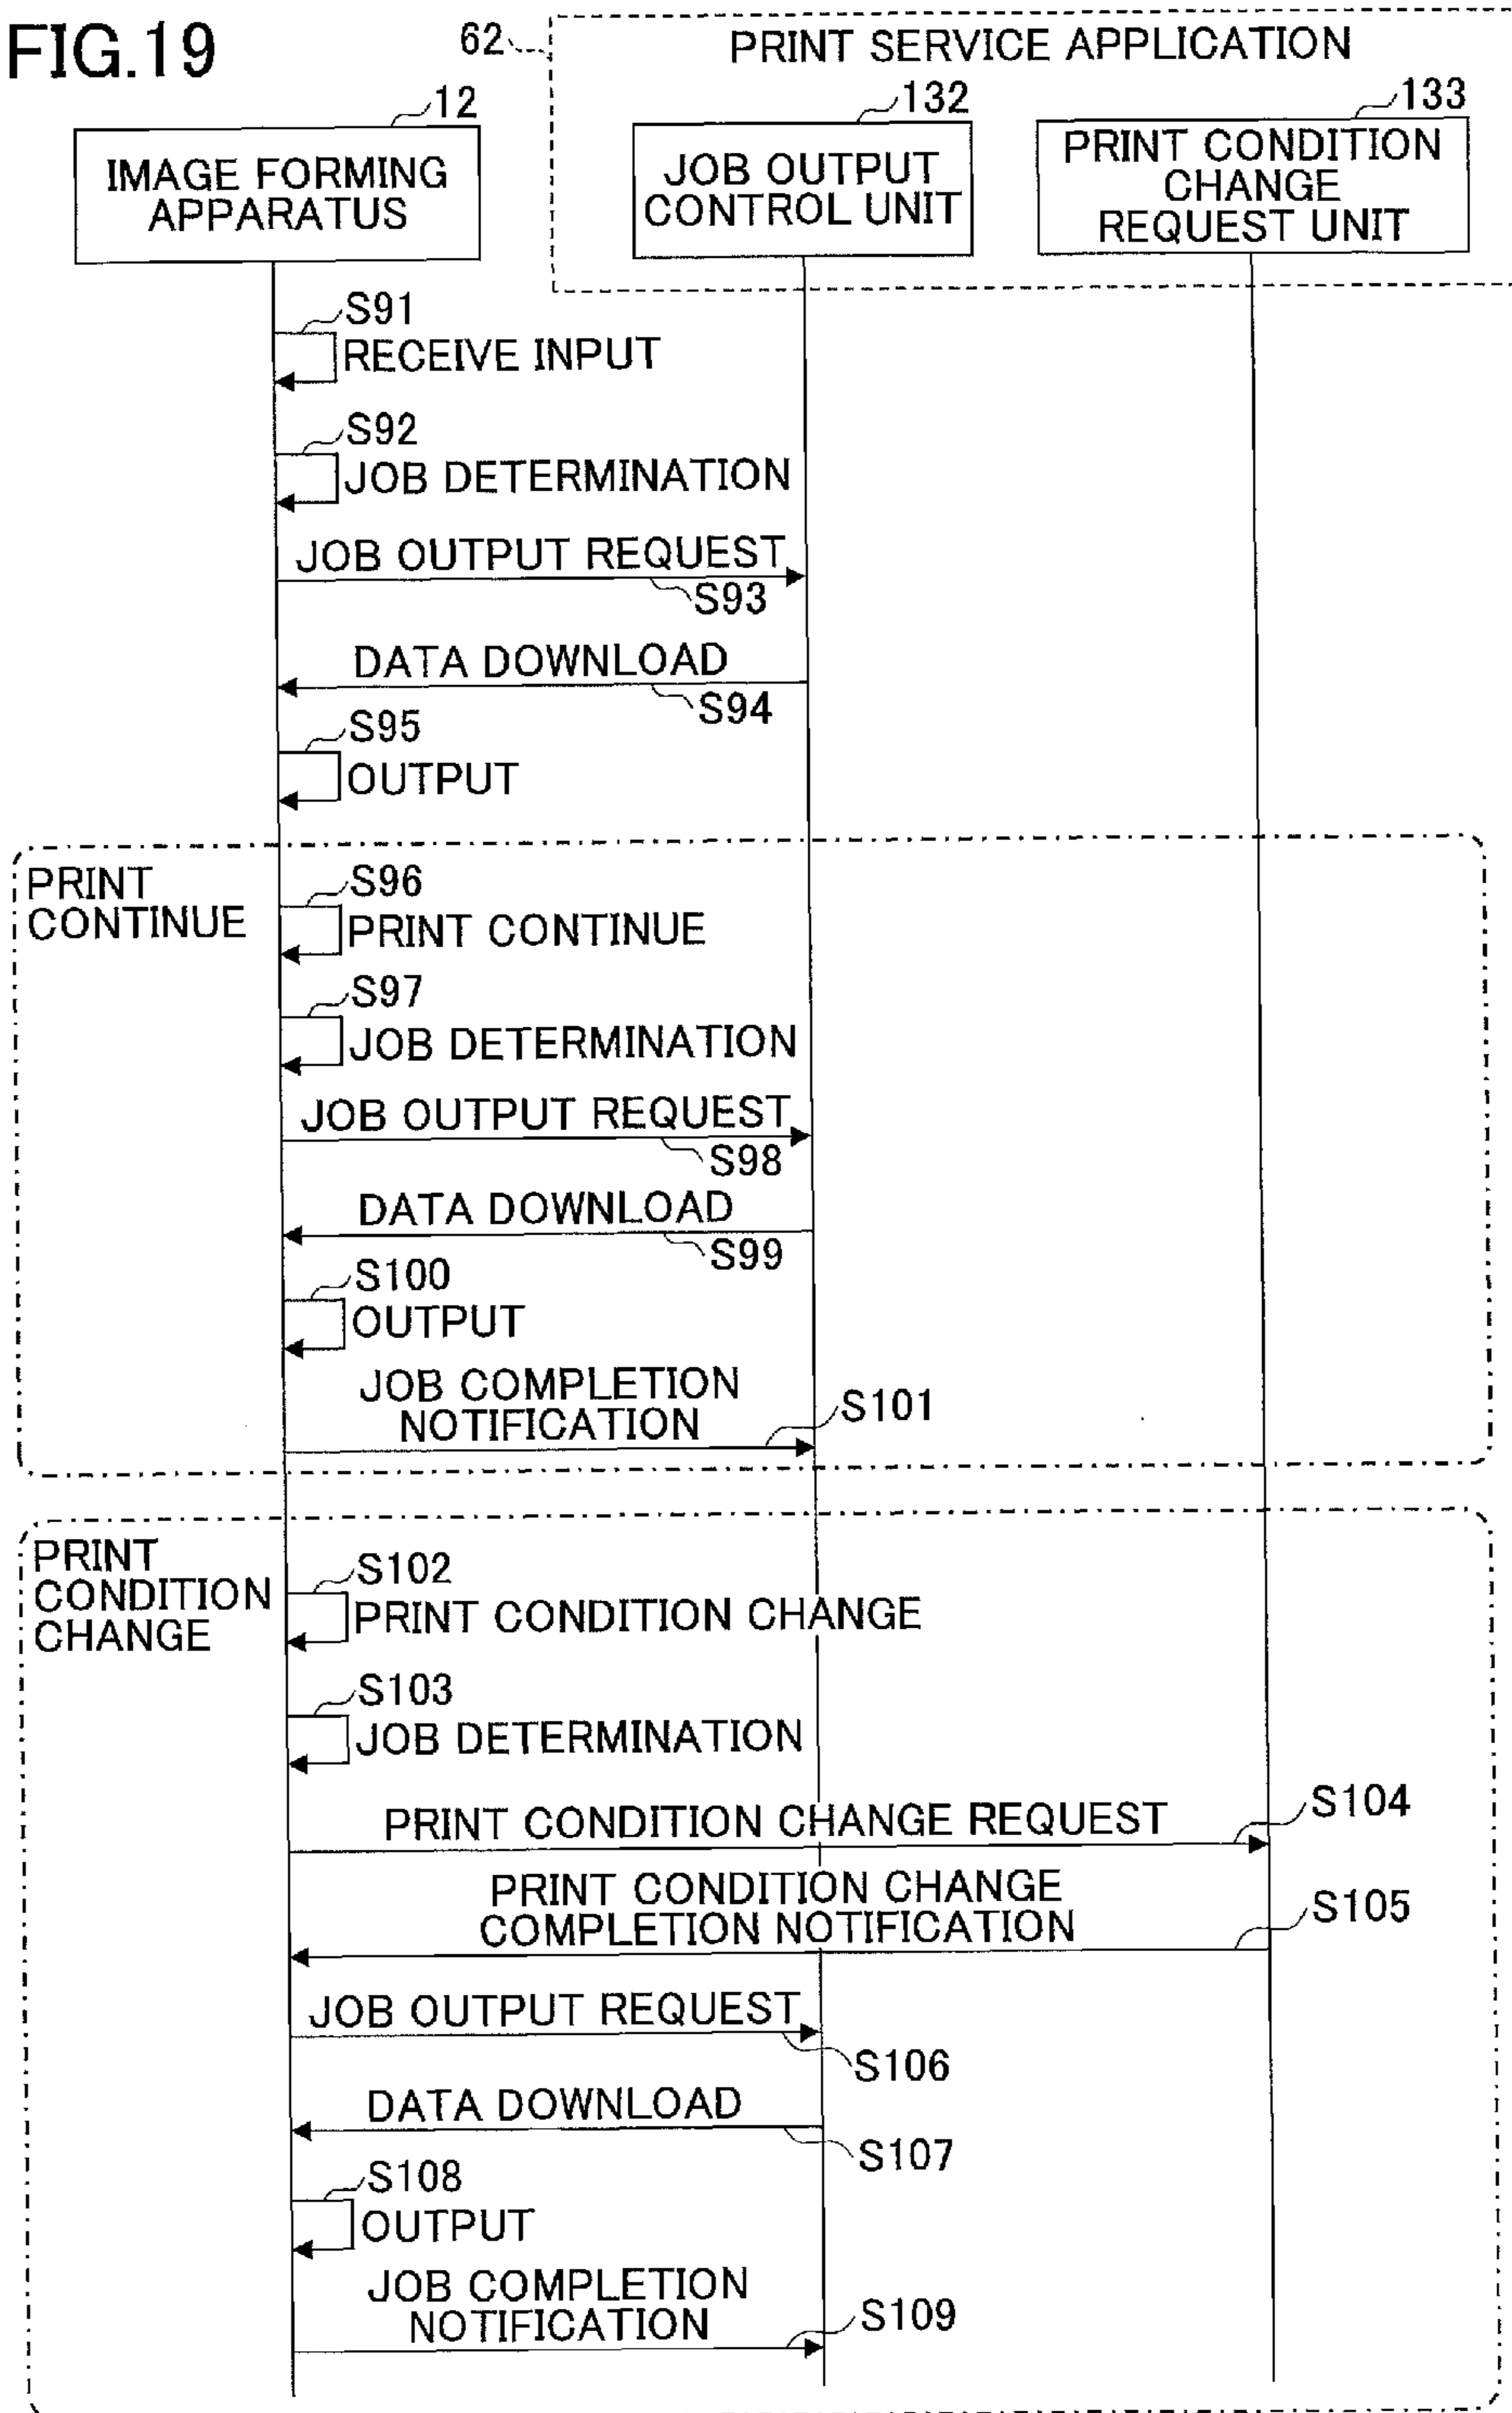 FIG.19
62
PRINT SERVICE APPLICATION
12
132
133
IMAGE FORMING
APPARATUS
JOB OUTPUT
CONTROL UNIT
PRINT CONDITION
CHANGE
REQUEST UNIT
S91
RECEIVE INPUT
S92
JOB DETERMINATION
JOB OUTPUT REQUEST
S93
DATA DOWNLOAD
S94
S95
OUTPUT
PRINT
CONTINUE
S96
PRINT CONTINUE
S97
JOB DETERMINATION
JOB OUTPUT REQUEST
S98
DATA DOWNLOAD
S99
S100
OUTPUT
JOB COMPLETION
NOTIFICATION
S101
PRINT
CONDITION
CHANGE
S102
PRINT CONDITION CHANGE
S103
JOB DETERMINATION
PRINT CONDITION CHANGE REQUEST
S104
PRINT CONDITION CHANGE
COMPLETION NOTIFICATION
S105
JOB OUTPUT REQUEST
S106
DATA DOWNLOAD
S107
S108
OUTPUT
JOB COMPLETION
NOTIFICATION
S109